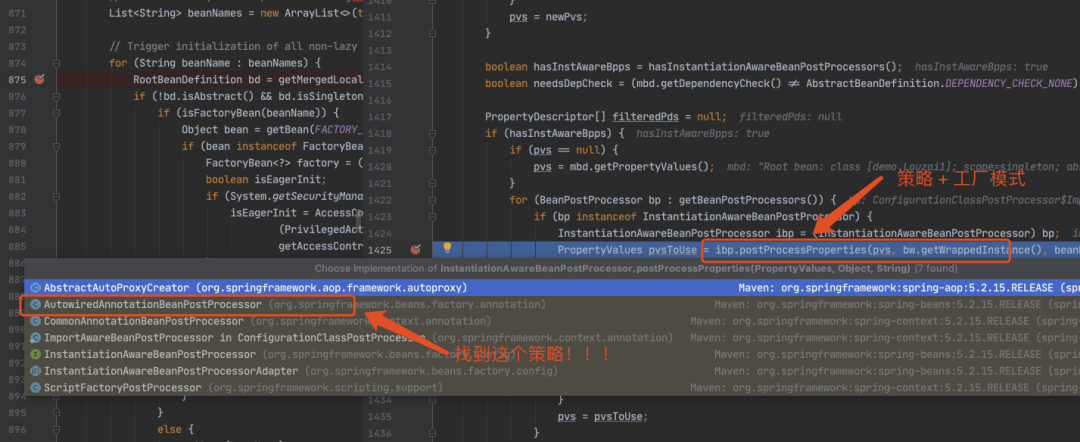 871 List<String> beanNames = new ArrayList<>(t
872
873 // Trigger initialization of all non-lazy
874 for (String beanName : beanNames) {
875 RootBeanDefinition bd = getMergedLocal
876 if (!bd.isAbstract() && bd.isSingleton
877 if (isFactoryBean(beanName)) {
878 Object bean = getBean(FACTORY_
879 if (bean instanceof FactoryBea
880 FactoryBean<?> factory = (
881 boolean isEagerInit;
882 if (System.getSecurityMana
883 isEagerInit = AccessCo
884 (PrivilegedAct
885 getAccessContr
1410 }
1411 pvs = newPvs;
1412 }
1413
1414 boolean hasInstAwareBpps = hasInstantiationAwareBeanPostProcessors(); hasInstAwareBpps: true
1415 boolean needsDepCheck = (mbd.getDependencyCheck() ≠ AbstractBeanDefinition.DEPENDENCY_CHECK_NONE)
1416
1417 PropertyDescriptor[] filteredPds = null; filteredPds: null
1418 if (hasInstAwareBpps) { hasInstAwareBpps: true
1419 if (pvs == null) {
1420 pvs = mbd.getPropertyValues(); mbd: "Root bean: class [demo.Louzai1]; scope=singleton; abs
1421 }
1422 for (BeanPostProcessor bp : getBeanPostProcessors()) { ConfigurationClassPostProcessor$Imp
1423 if (bp instanceof InstantiationAwareBeanPostProcessor) {
1424 InstantiationAwareBeanPostProcessor ibp = (InstantiationAwareBeanPostProcessor) bp;
1425 PropertyValues pvsToUse = ibp.postProcessProperties(pvs, bw.getWrappedInstance(), bean
策略 + 工厂模式
Choose Implementation of InstantiationAwareBeanPostProcessor.postProcessProperties(PropertyValues, Object, String) (7 found)
AbstractAutoProxyCreator (org.springframework.aop.framework.autoproxy) Maven: org.springframework:spring-aop:5.2.15.RELEASE (spring
AutowiredAnnotationBeanPostProcessor (org.springframework.beans.factory.annotation) Maven: org.springframework:spring-beans:5.2.15.RELEASE (spring
CommonAnnotationBeanPostProcessor (org.springframework.context.annotation) Maven: org.springframework:spring-context:5.2.15.RELEASE (spring
ImportAwareBeanPostProcessor in ConfigurationClassPostProcessor (org.springframework.context.annotation) Maven: org.springframework:spring-context:5.2.15.RELEASE (spring
InstantiationAwareBeanPostProcessor (org.springframework.beans.factory.config) Maven: org.springframework:spring-beans:5.2.15.RELEASE (spring
InstantiationAwareBeanPostProcessorAdapter (org.springframework.beans.factory.config) Maven: org.springframework:spring-beans:5.2.15.RELEASE (spring
ScriptFactoryPostProcessor (org.springframework.scripting.support) Maven: org.springframework:spring-context:5.2.15.RELEASE (spring
找到这个策略！！！
894 }
895 }
896 else {
1434 }
1435 pvs = pvsToUse;
1436 }